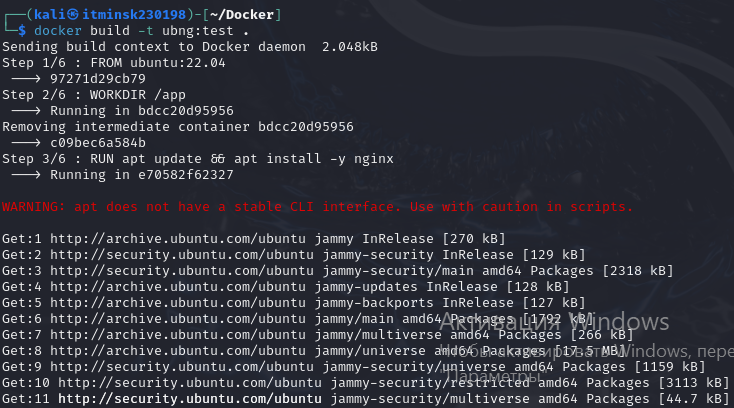 ┌──(kali㉿itminsk230198)-[~/Docker]
└─$ docker build -t ubng:test .
Sending build context to Docker daemon  2.048kB
Step 1/6 : FROM ubuntu:22.04
 ---> 97271d29cb79
Step 2/6 : WORKDIR /app
 ---> Running in bdcc20d95956
Removing intermediate container bdcc20d95956
 ---> c09bec6a584b
Step 3/6 : RUN apt update && apt install -y nginx
 ---> Running in e70582f62327
WARNING: apt does not have a stable CLI interface. Use with caution in scripts.
Get:1 http://archive.ubuntu.com/ubuntu jammy InRelease [270 kB]
Get:2 http://security.ubuntu.com/ubuntu jammy-security InRelease [129 kB]
Get:3 http://security.ubuntu.com/ubuntu jammy-security/main amd64 Packages [2318 kB]
Get:4 http://archive.ubuntu.com/ubuntu jammy-updates InRelease [128 kB]
Get:5 http://archive.ubuntu.com/ubuntu jammy-backports InRelease [127 kB]
Get:6 http://archive.ubuntu.com/ubuntu jammy/main amd64 Packages [1792 kB]
Get:7 http://archive.ubuntu.com/ubuntu jammy/multiverse amd64 Packages [266 kB]
Get:8 http://archive.ubuntu.com/ubuntu jammy/universe amd64 Packages [17.5 MB]
Get:9 http://security.ubuntu.com/ubuntu jammy-security/universe amd64 Packages [1159 kB]
Get:10 http://security.ubuntu.com/ubuntu jammy-security/restricted amd64 Packages [3113 kB]
Get:11 http://security.ubuntu.com/ubuntu jammy-security/multiverse amd64 Packages [44.7 kB]
Активация Windows
Чтобы активировать Windows, пере
"Параметры"